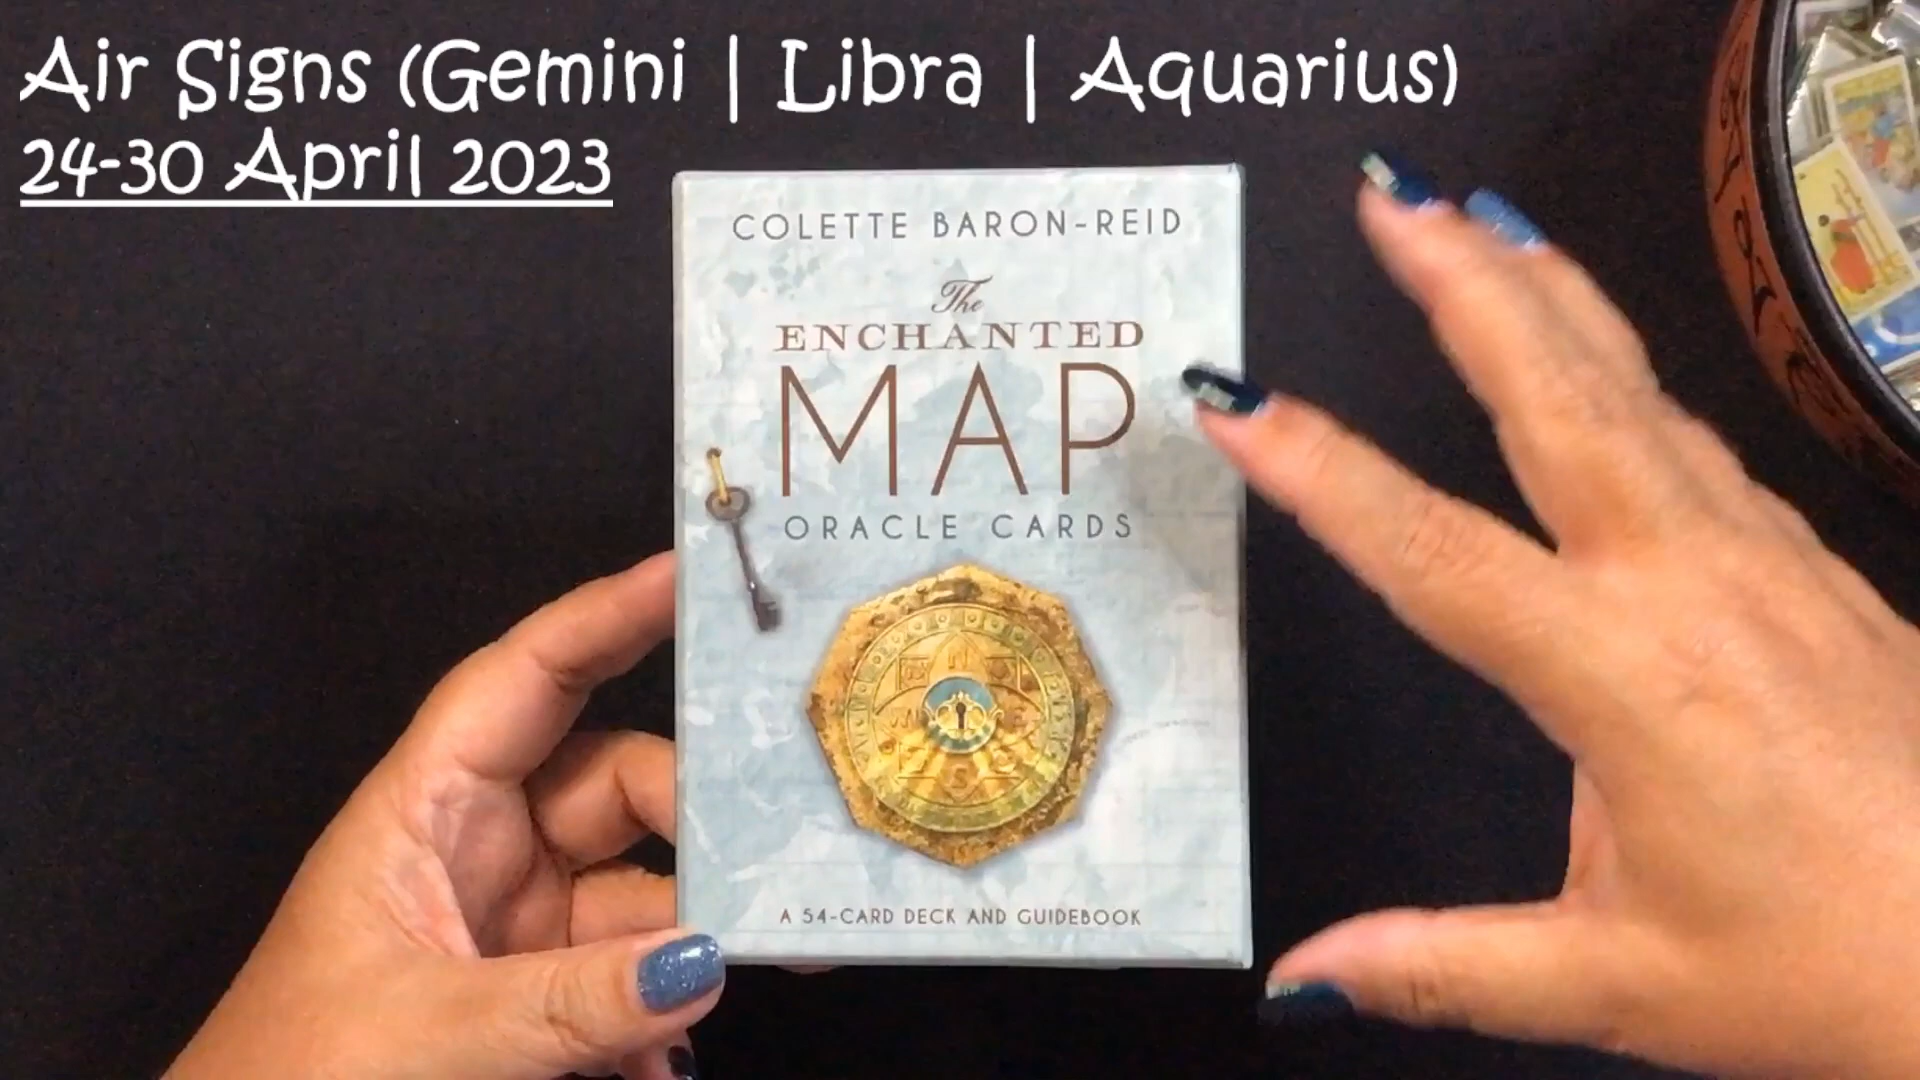 Air Signs (Gemini | Libra | Aquarius)
24-30 April 2023
COLETTE BARON-REID
The
ENCHANTED
MAP
ORACLE CARDS
N
W E
S
A 54-CARD DECK AND GUIDEBOOK